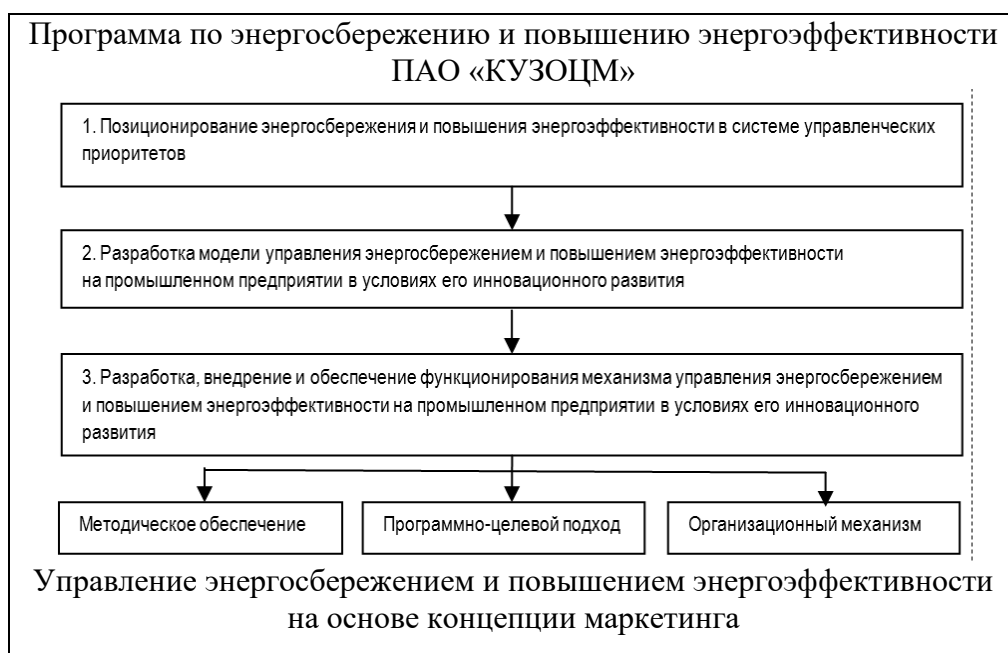 Программа по энергосбережению и повышению энергоэффективности
ПАО «КУЗОЦМ»
1. Позиционирование энергосбережения и повышения энергоэффективности в системе управленческих
приоритетов
2. Разработка модели управления энергосбережением и повышением энергоэффективности
на промышленном предприятии в условиях его инновационного развития
3. Разработка, внедрение и обеспечение функционирования механизма управления энергосбережением
и повышением энергоэффективности на промышленном предприятии в условиях его инновационного
развития
Методическое обеспечение
Программно-целевой подход
Организационный механизм
Управление энергосбережением и повышением энергоэффективности
на основе концепции маркетинга